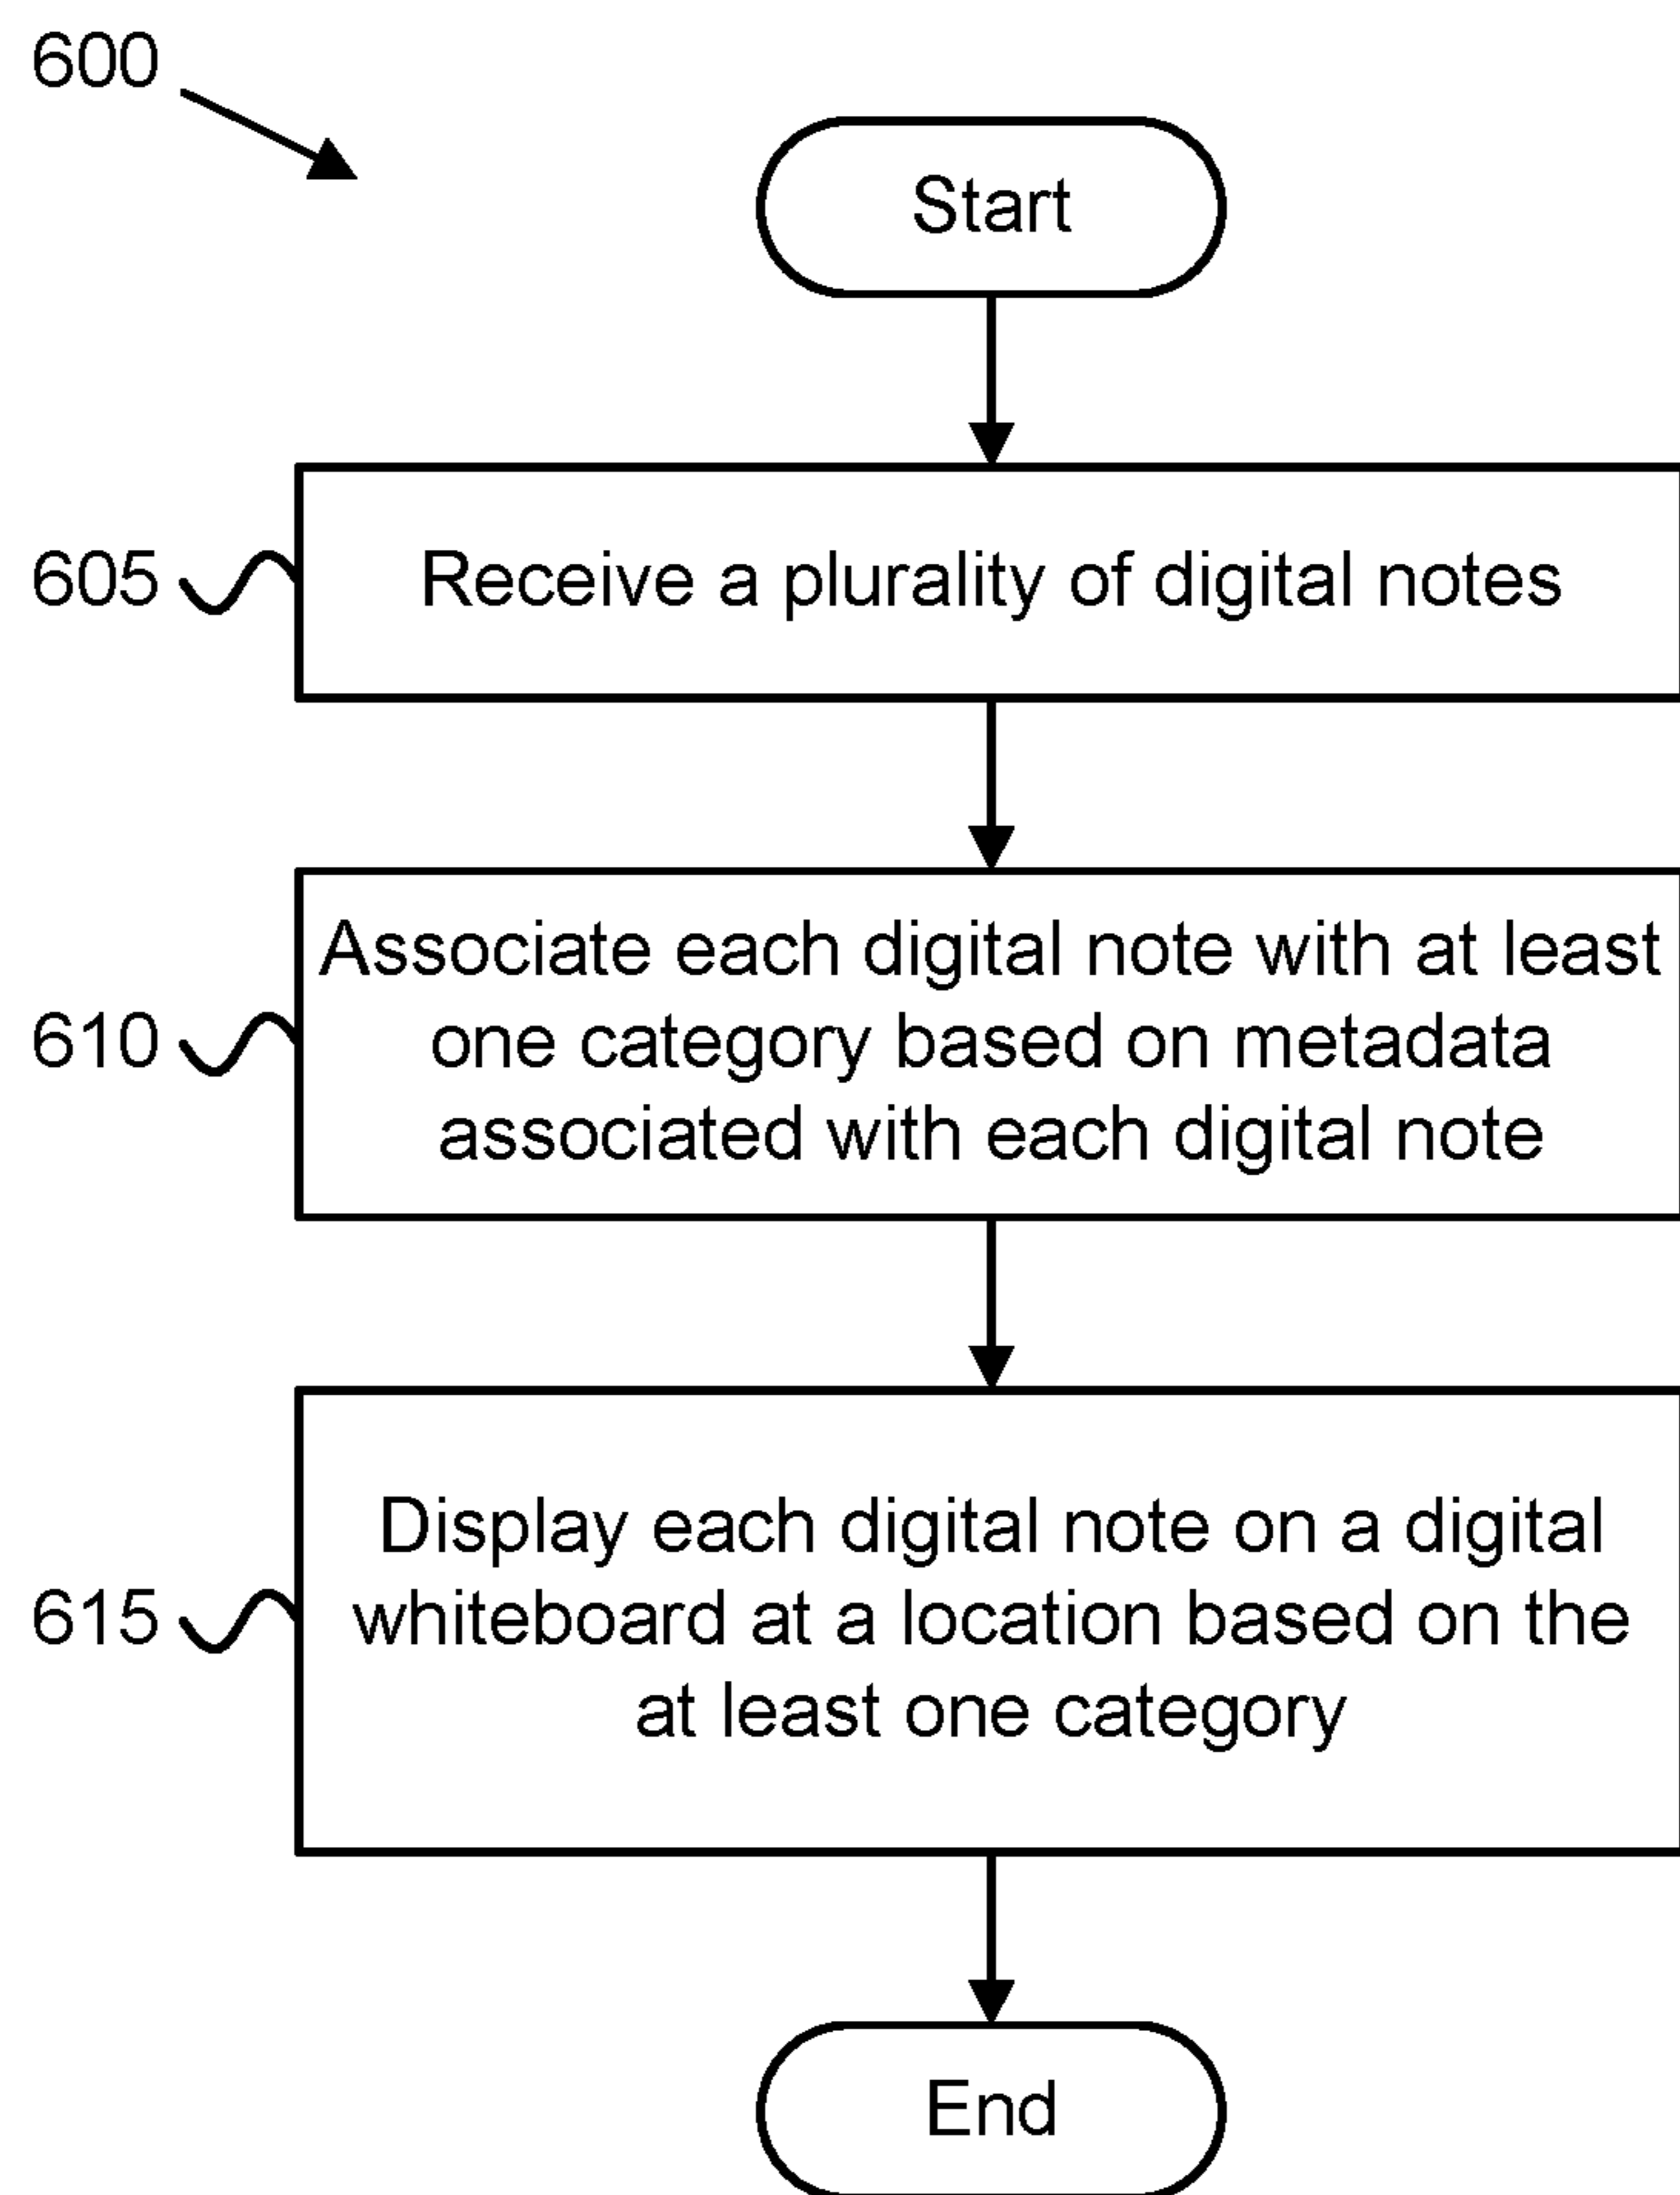 600
Start
605
Receive a plurality of digital notes
Associate each digital note with at least
610
one category based on metadata
associated with each digital note
Display each digital note on a digital
615
whiteboard at a location based on the
at least one category
End